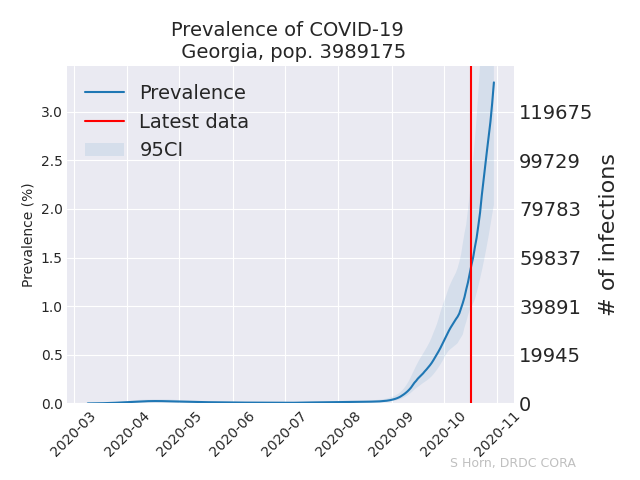 Prevalence of COVID-19
Georgia, pop. 3989175
Prevalence
Latest data
95CI
Prevalence (%)
3.0
2.5
2.0
1.5
1.0
0.5
0.0
119675
99729
79783
59837
39891
19945
0
# of infections
2020-03
2020-04
2020-05
2020-06
2020-07
2020-08
2020-09
2020-10
2020-11
S Horn, DRDC CORA